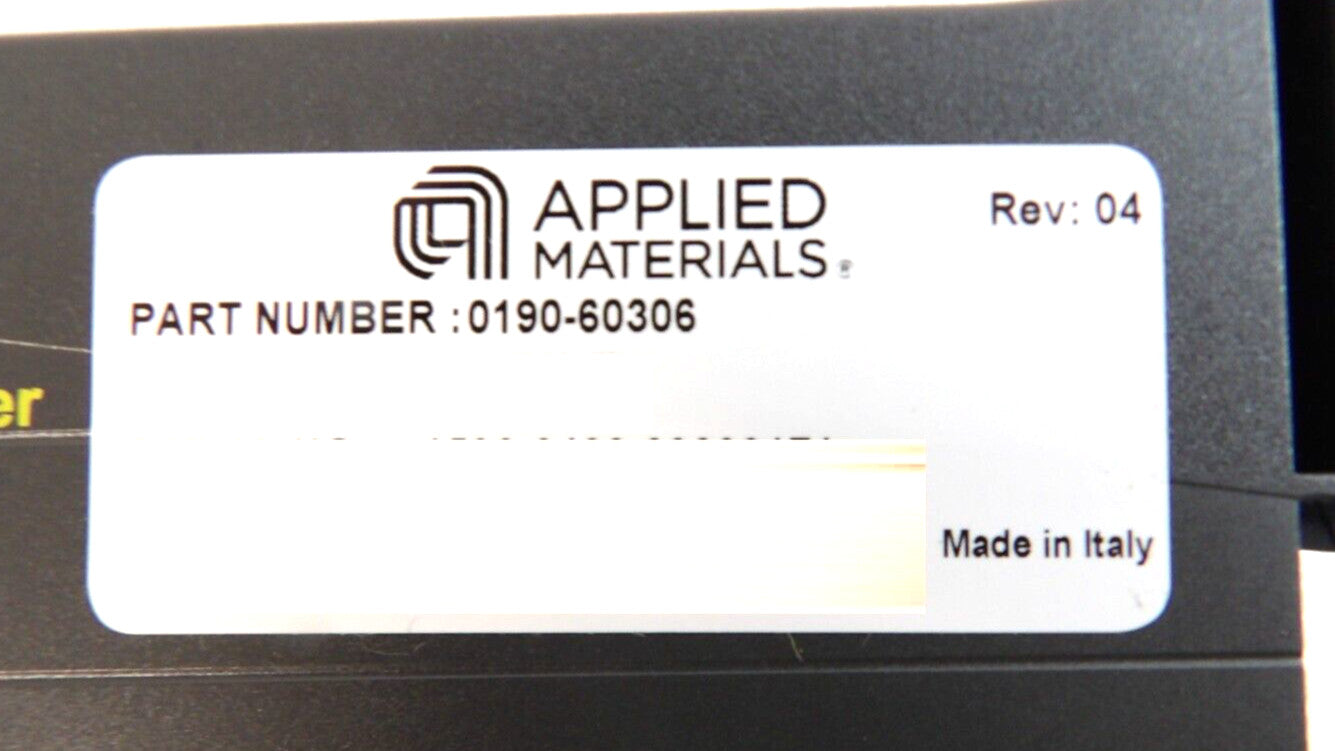 APPLIED
MATERIALS®
Rev: 04
PART NUMBER :0190-60306
er
Made in Italy